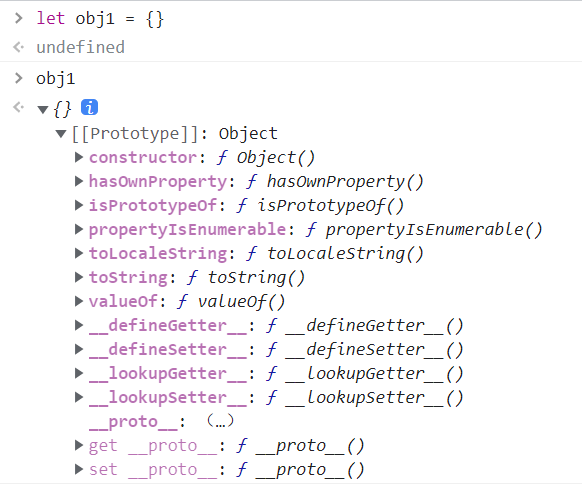 let obj1 = {}
undefined
obj1
{} i
[[Prototype]]: Object
constructor: ƒ Object()
hasOwnProperty: ƒ hasOwnProperty()
isPrototypeOf: ƒ isPrototypeOf()
propertyIsEnumerable: ƒ propertyIsEnumerable()
toLocaleString: ƒ toLocaleString()
toString: ƒ toString()
valueOf: ƒ valueOf()
__defineGetter__: ƒ __defineGetter__()
__defineSetter__: ƒ __defineSetter__()
__lookupGetter__: ƒ __lookupGetter__()
__lookupSetter__: ƒ __lookupSetter__()
__proto__: （…）
get __proto__: ƒ __proto__()
set __proto__: ƒ __proto__()